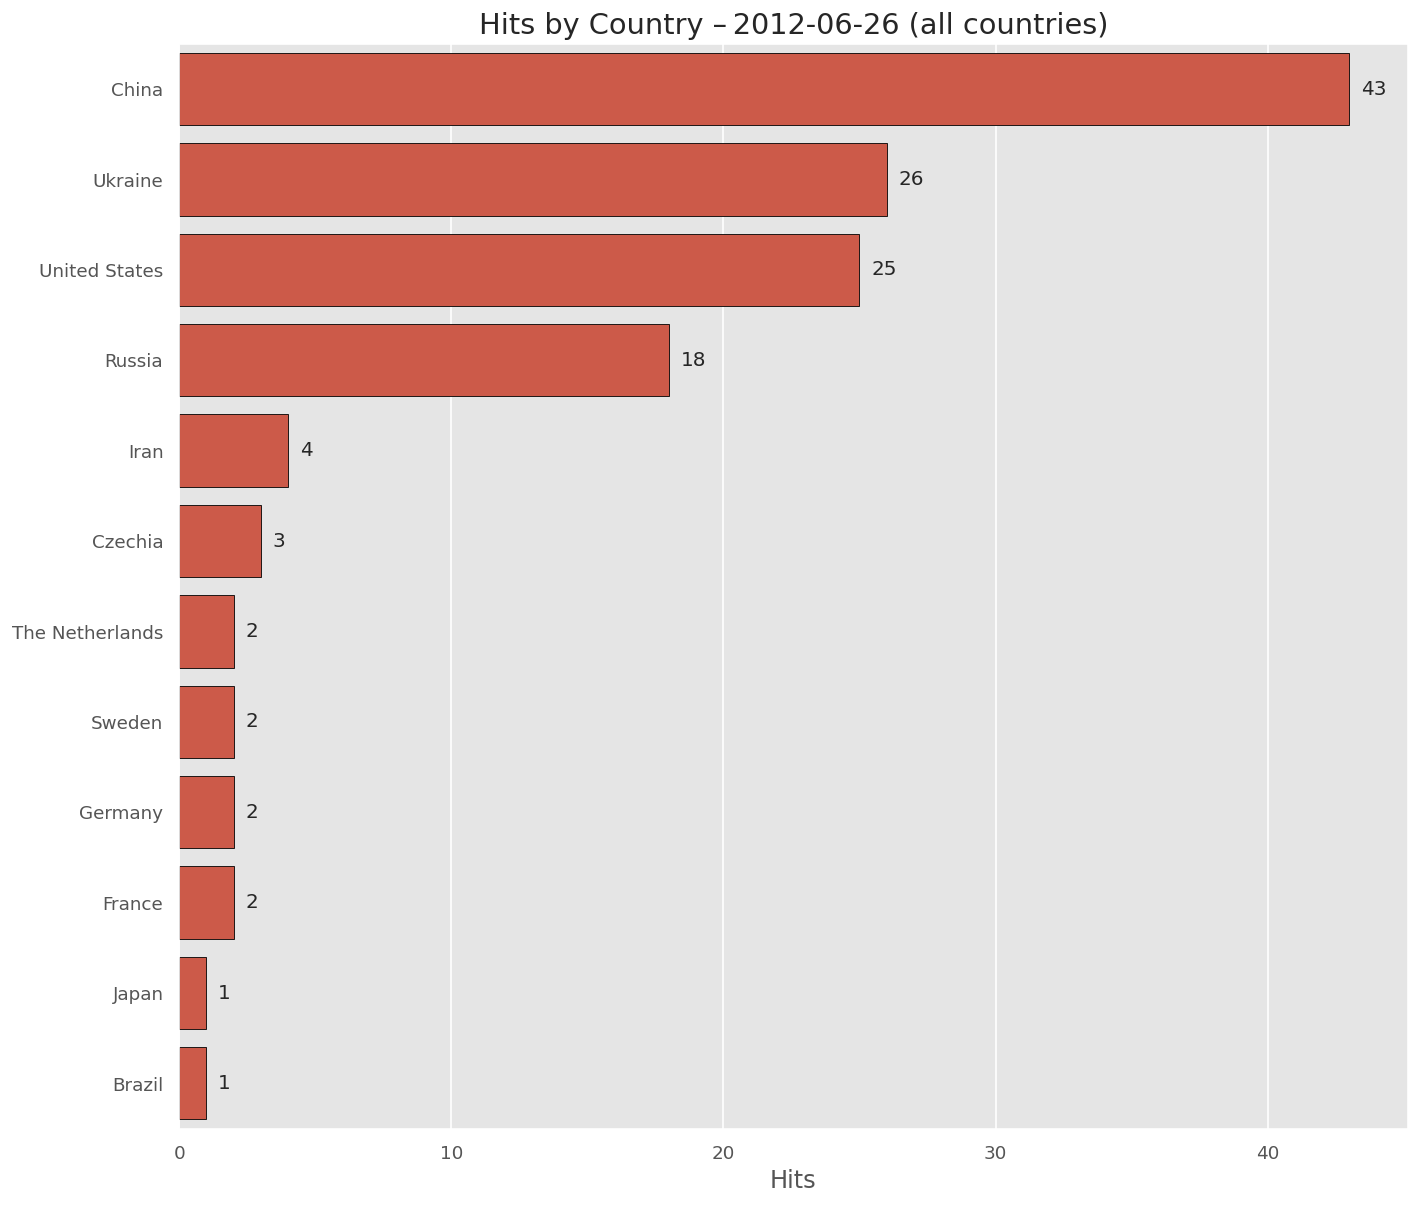 Hits by Country – 2012-06-26 (all countries)
China 43
Ukraine 26
United States 25
Russia 18
Iran 4
Czechia 3
The Netherlands 2
Sweden 2
Germany 2
France 2
Japan 1
Brazil 1
0 10 20 30 40
Hits